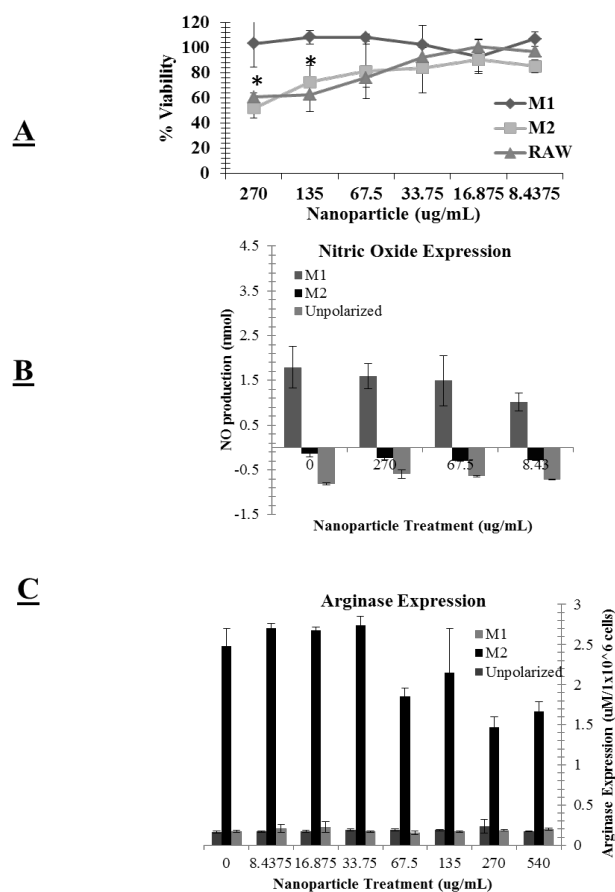 A
% Viability
120
100
80
60
40
20
0
*
*
M1
M2
RAW
270 135 67.5 33.75 16.875 8.4375
Nanoparticle (ug/mL)
B
Nitric Oxide Expression
M1
M2
Unpolarized
NO production (nmol)
4.5
3
1.5
0
-0.5
-1.5
0 270 67.5 8.43
Nanoparticle Treatment (ug/mL)
C
Arginase Expression
M1
M2
Unpolarized
3
2.5
2
1.5
1
0.5
0
Arginase Expression (uM/1x10^6 cells)
0 8.4375 16.875 33.75 67.5 135 270 540
Nanoparticle Treatment (ug/mL)